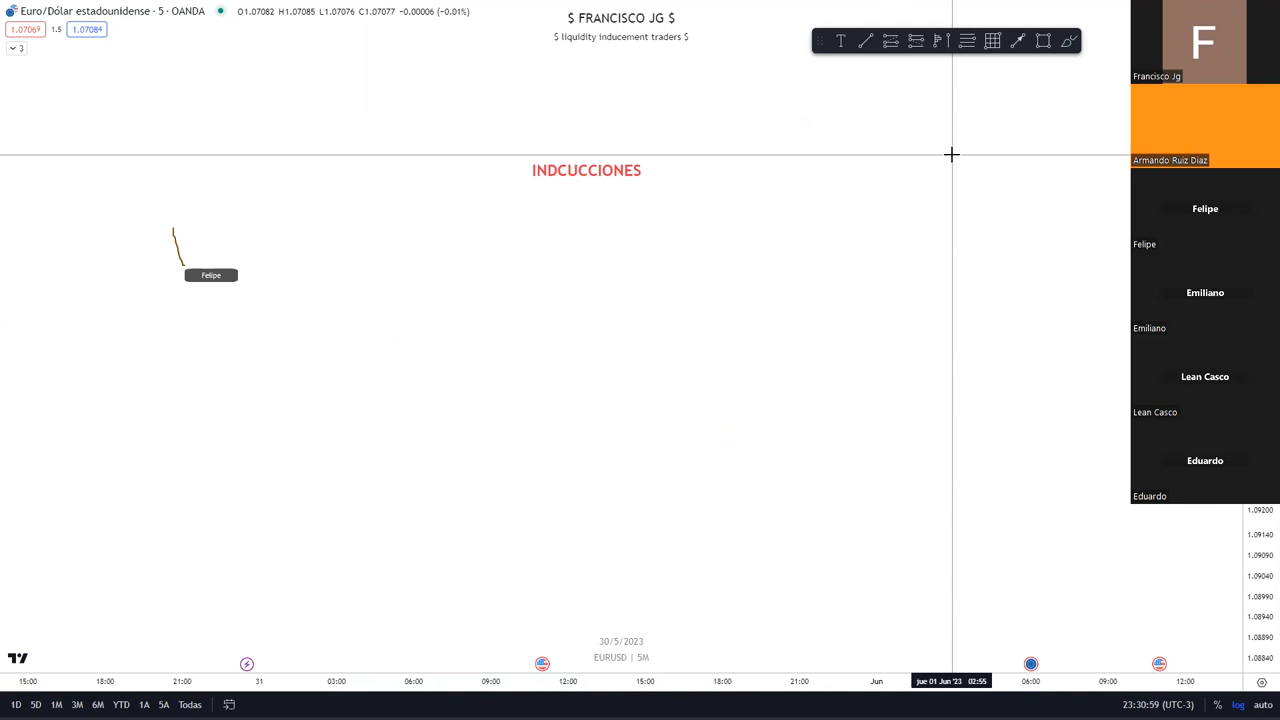 Euro/Dólar estadounidense · 5 · OANDA O1.07082 H1.07085 L1.07076 C1.07077 −0.00006 (−0.01%)
1.07069 1.5 1.07084
3
$ FRANCISCO JG $
$ liquidity inducement traders $
T
F
Francisco Jg
Armando Ruiz Diaz
INDCUCCIONES
Felipe
Felipe
Felipe
Emiliano
Emiliano
Lean Casco
Lean Casco
Eduardo
Eduardo
1.09200
1.09140
1.09090
1.09040
1.08990
1.08940
1.08890
1.08840
30/5/2023
EURUSD | 5M
15:00 18:00 21:00 31 03:00 06:00 09:00 12:00 15:00 18:00 21:00 Jun jue 01 Jun '23 02:55 06:00 09:00 12:00
1D 5D 1M 3M 6M YTD 1A 5A Todas 23:30:59 (UTC-3) % log auto